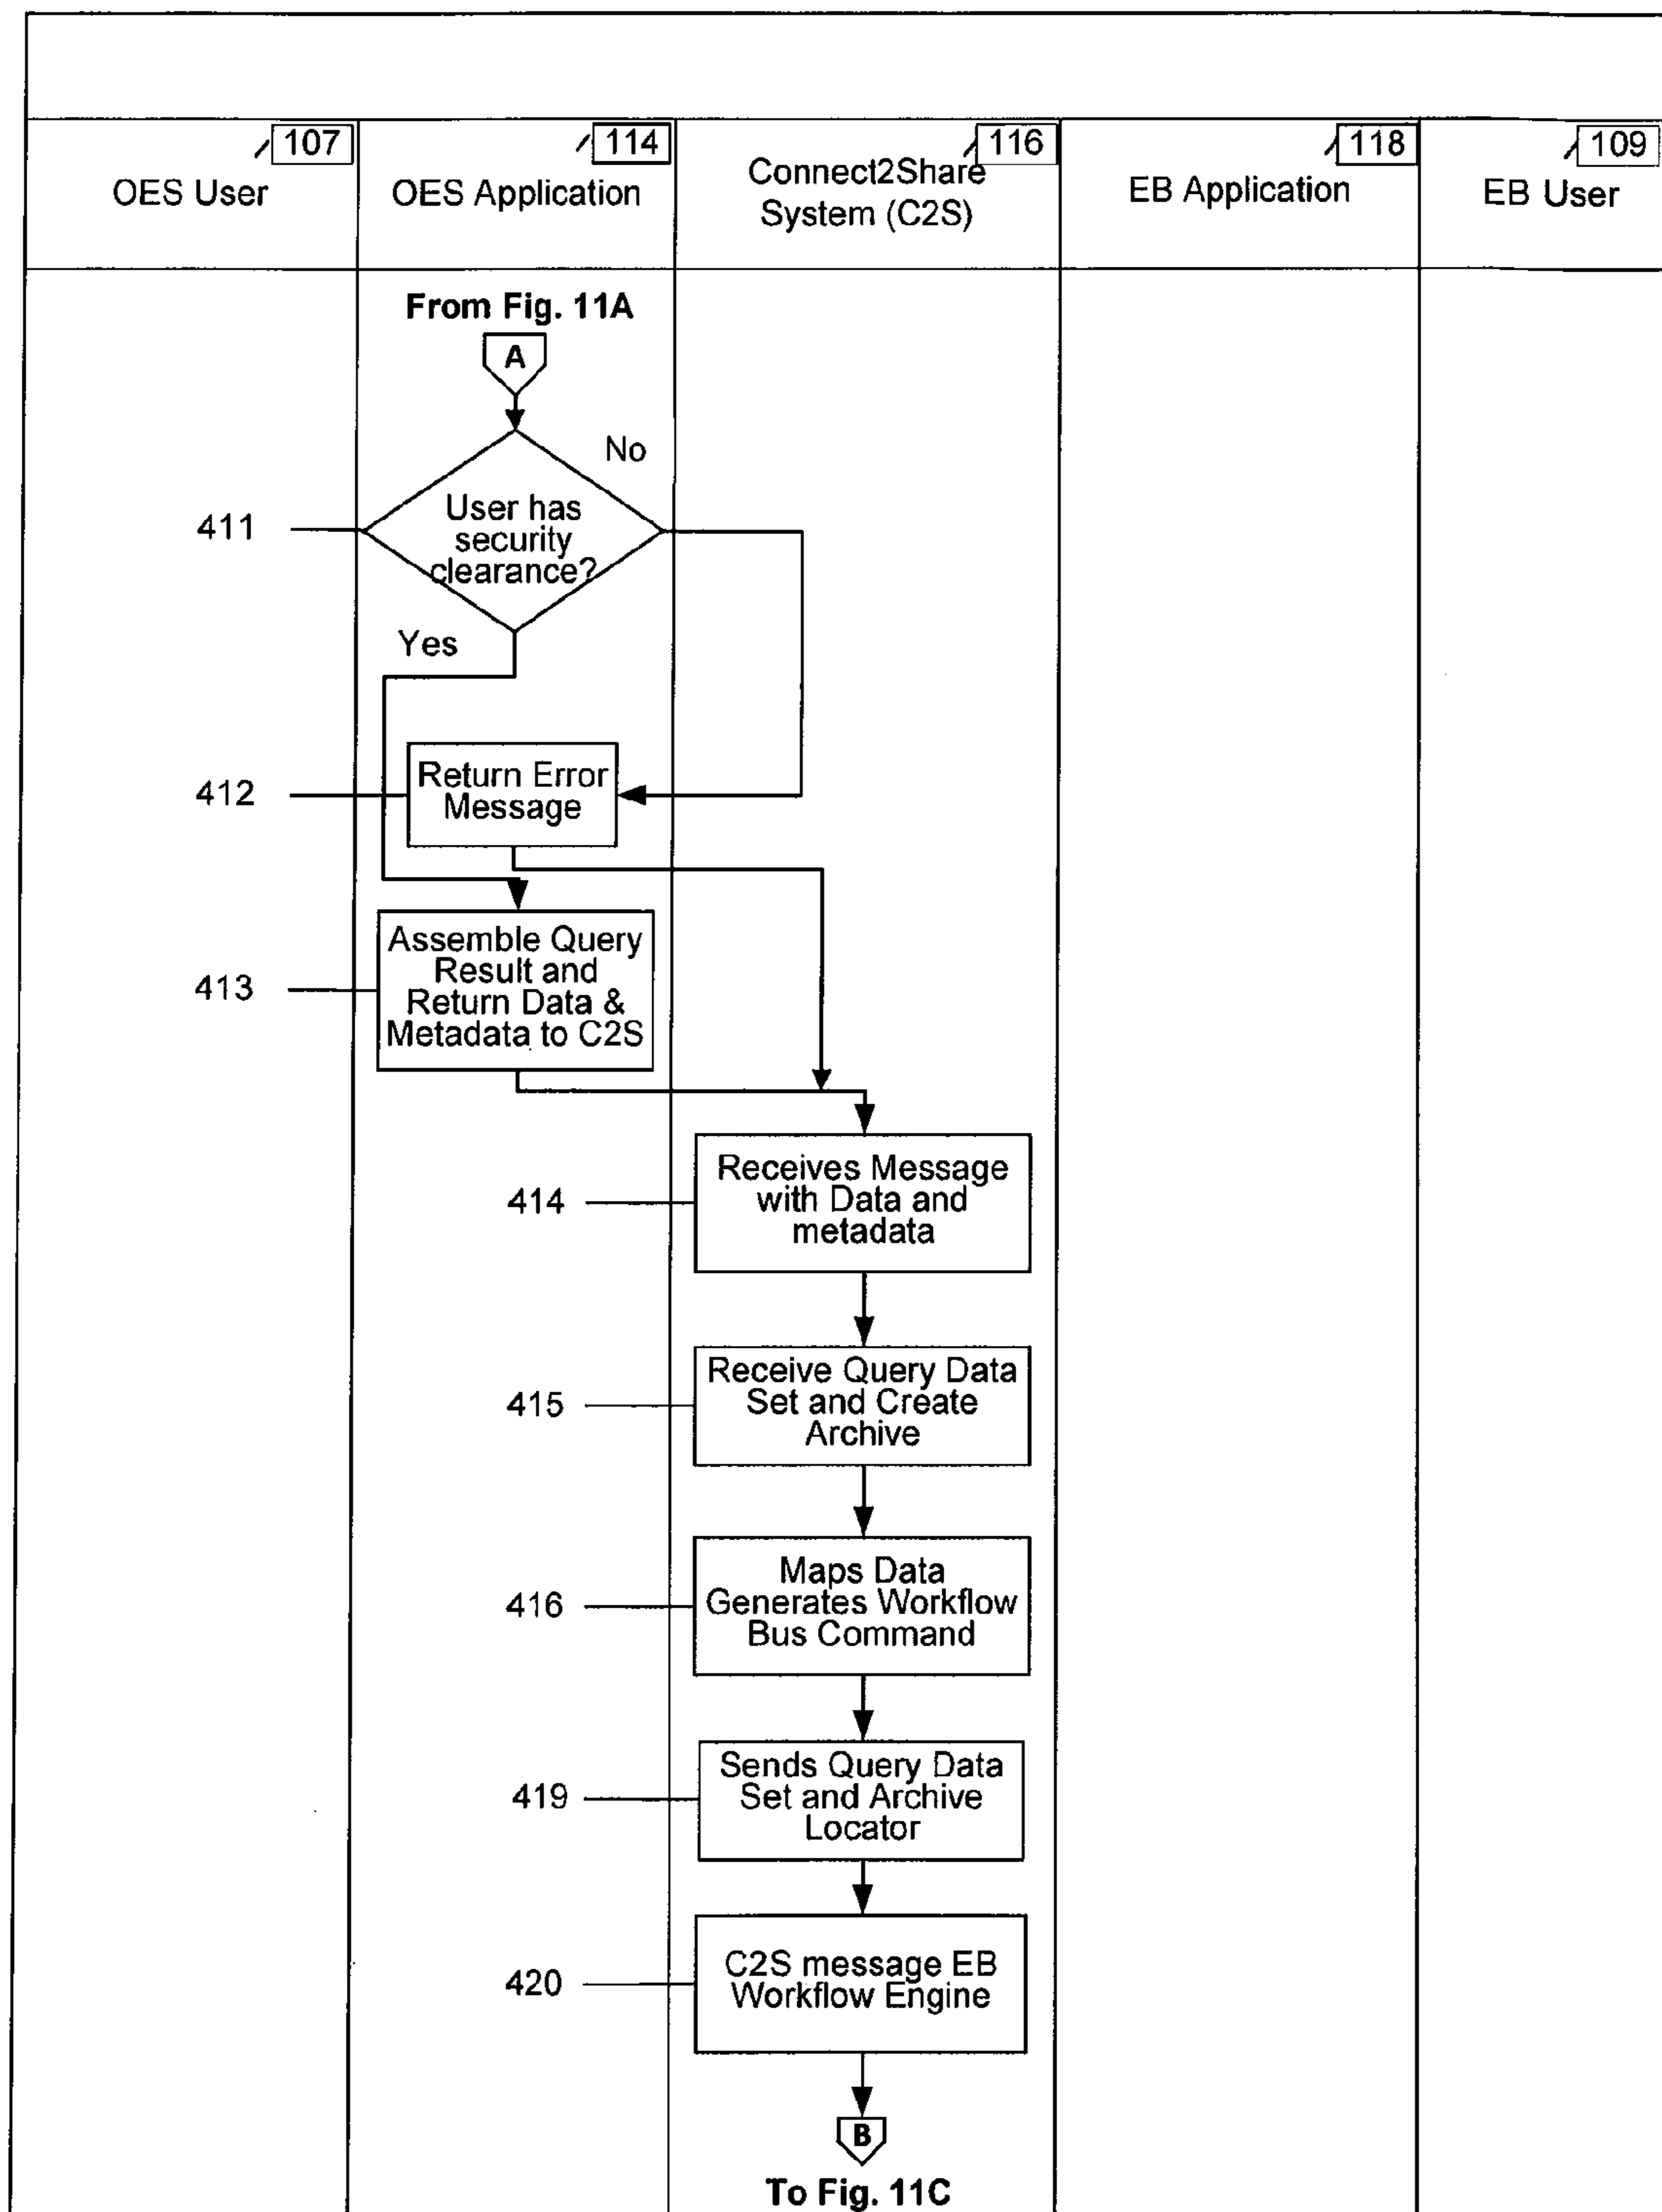 107
OES User
114
OES Application
116
Connect2Share
System (C2S)
118
EB Application
109
EB User
From Fig. 11A
A
No
411
User has
security
clearance?
Yes
412
Return Error
Message
413
Assemble Query
Result and
Return Data &
Metadata to C2S
414
Receives Message
with Data and
metadata
415
Receive Query Data
Set and Create
Archive
416
Maps Data
Generates Workflow
Bus Command
419
Sends Query Data
Set and Archive
Locator
420
C2S message EB
Workflow Engine
B
To Fig. 11C